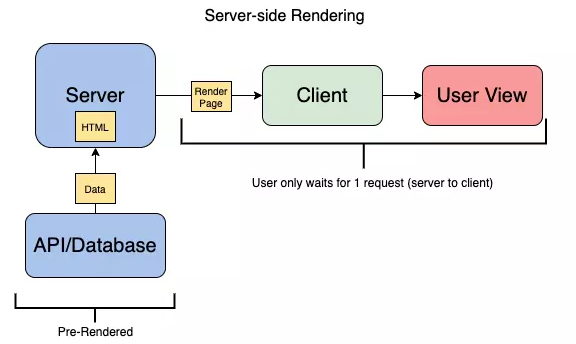 Server-side Rendering
Server
HTML
Render
Page
Client
User View
User only waits for 1 request (server to client)
Data
API/Database
Pre-Rendered